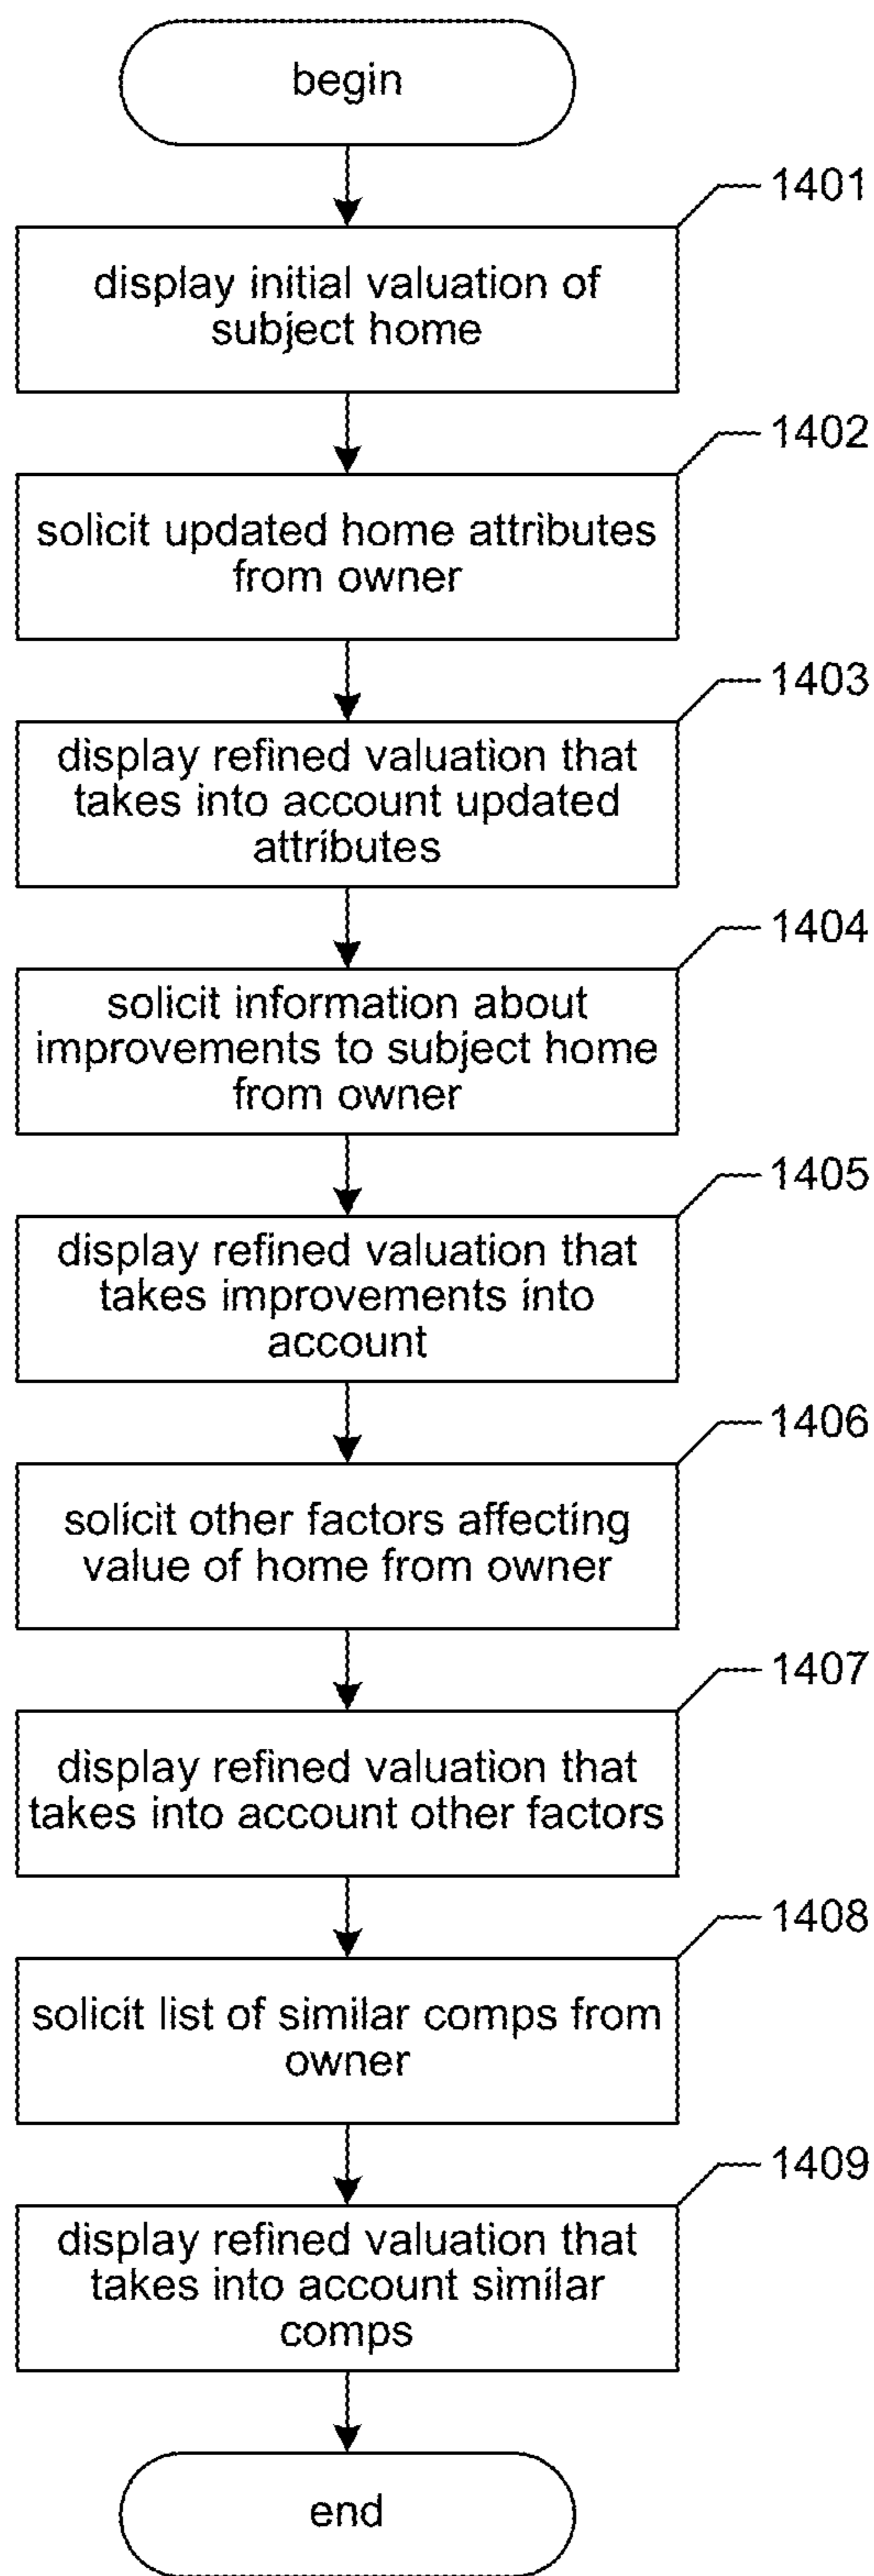 begin
1401
display initial valuation of
subject home
1402
solicit updated home attributes
from owner
1403
display refined valuation that
takes into account updated
attributes
1404
solicit information about
improvements to subject home
from owner
1405
display refined valuation that
takes improvements into
account
1406
solicit other factors affecting
value of home from owner
1407
display refined valuation that
takes into account other factors
1408
solicit list of similar comps from
owner
1409
display refined valuation that
takes into account similar
comps
end